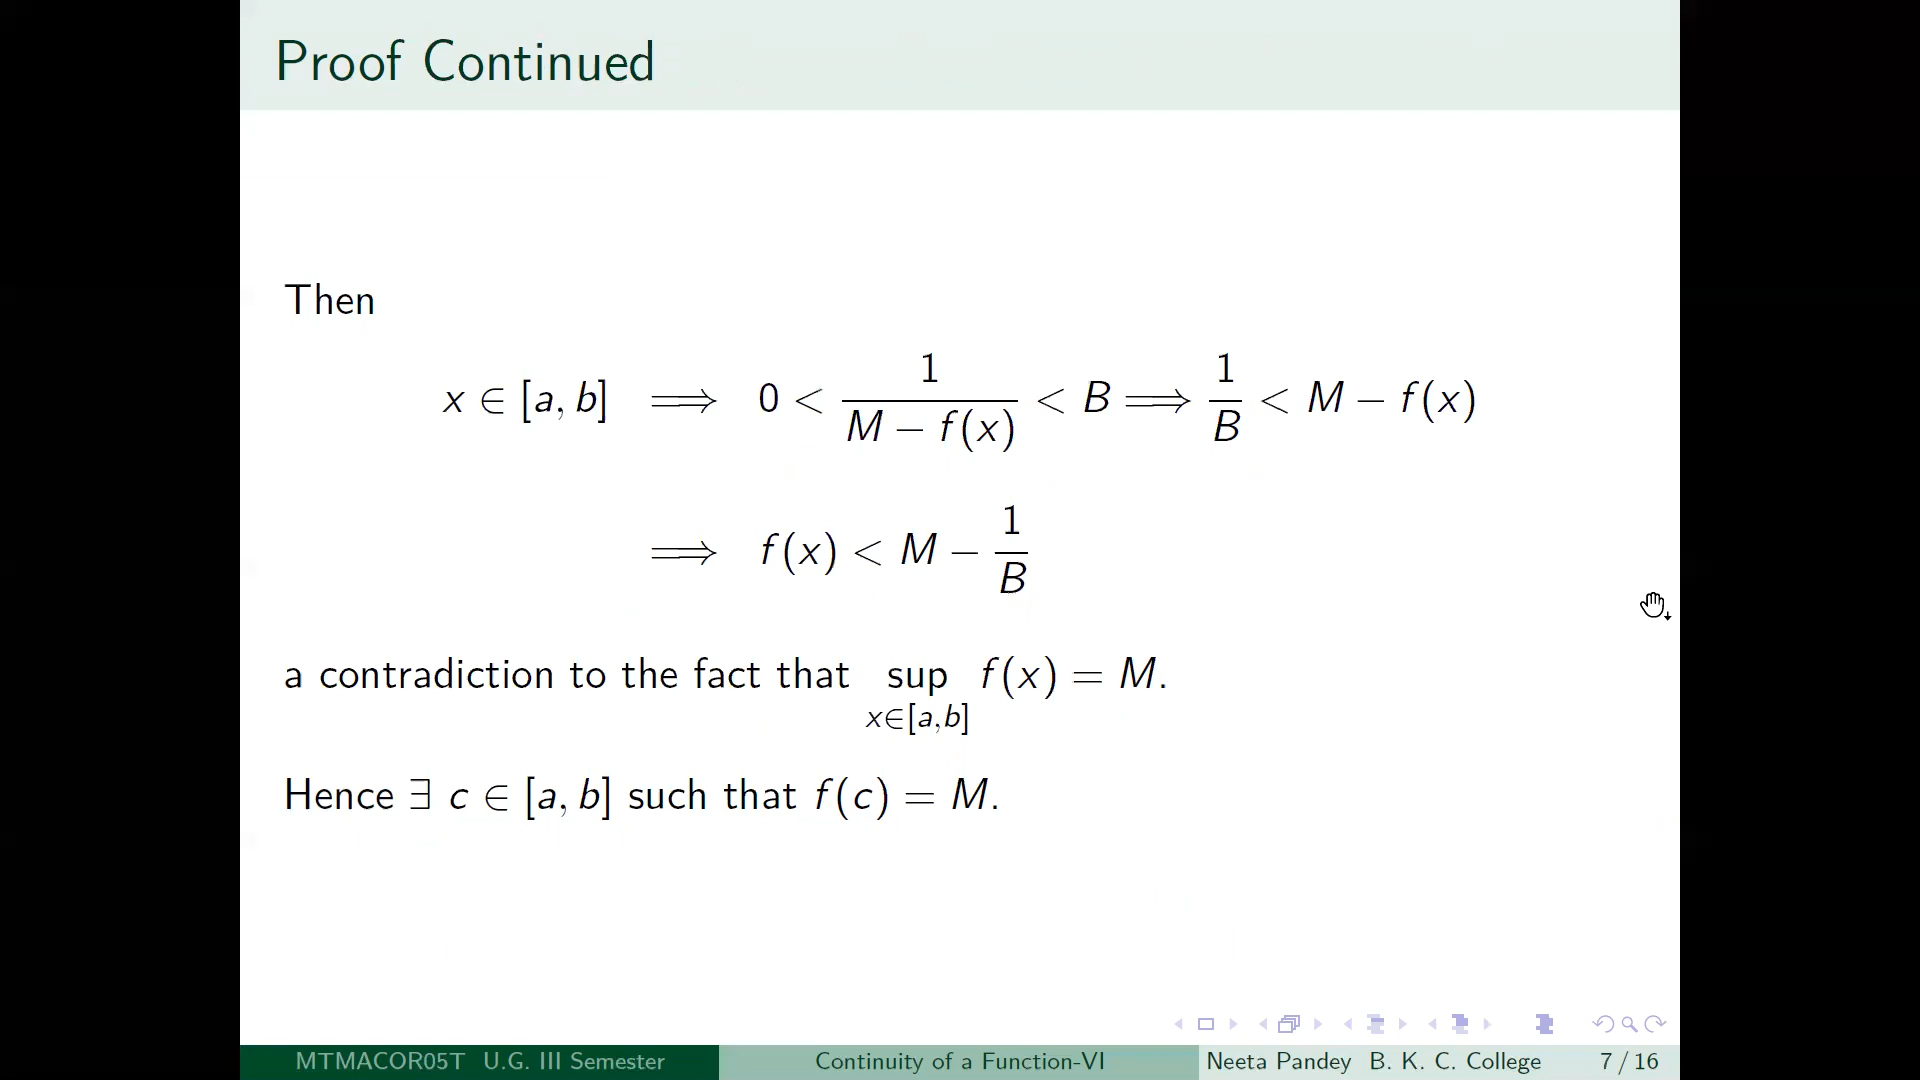 Proof Continued
Then
x ∈ [a, b] ⟹ 0 < 1/(M − f(x)) < B ⟹ 1/B < M − f(x)
⟹ f(x) < M − 1/B
a contradiction to the fact that sup_{x∈[a,b]} f(x) = M.
Hence ∃ c ∈ [a, b] such that f(c) = M.
MTMACOR05T U.G. III Semester Continuity of a Function-VI Neeta Pandey B. K. C. College 7 / 16